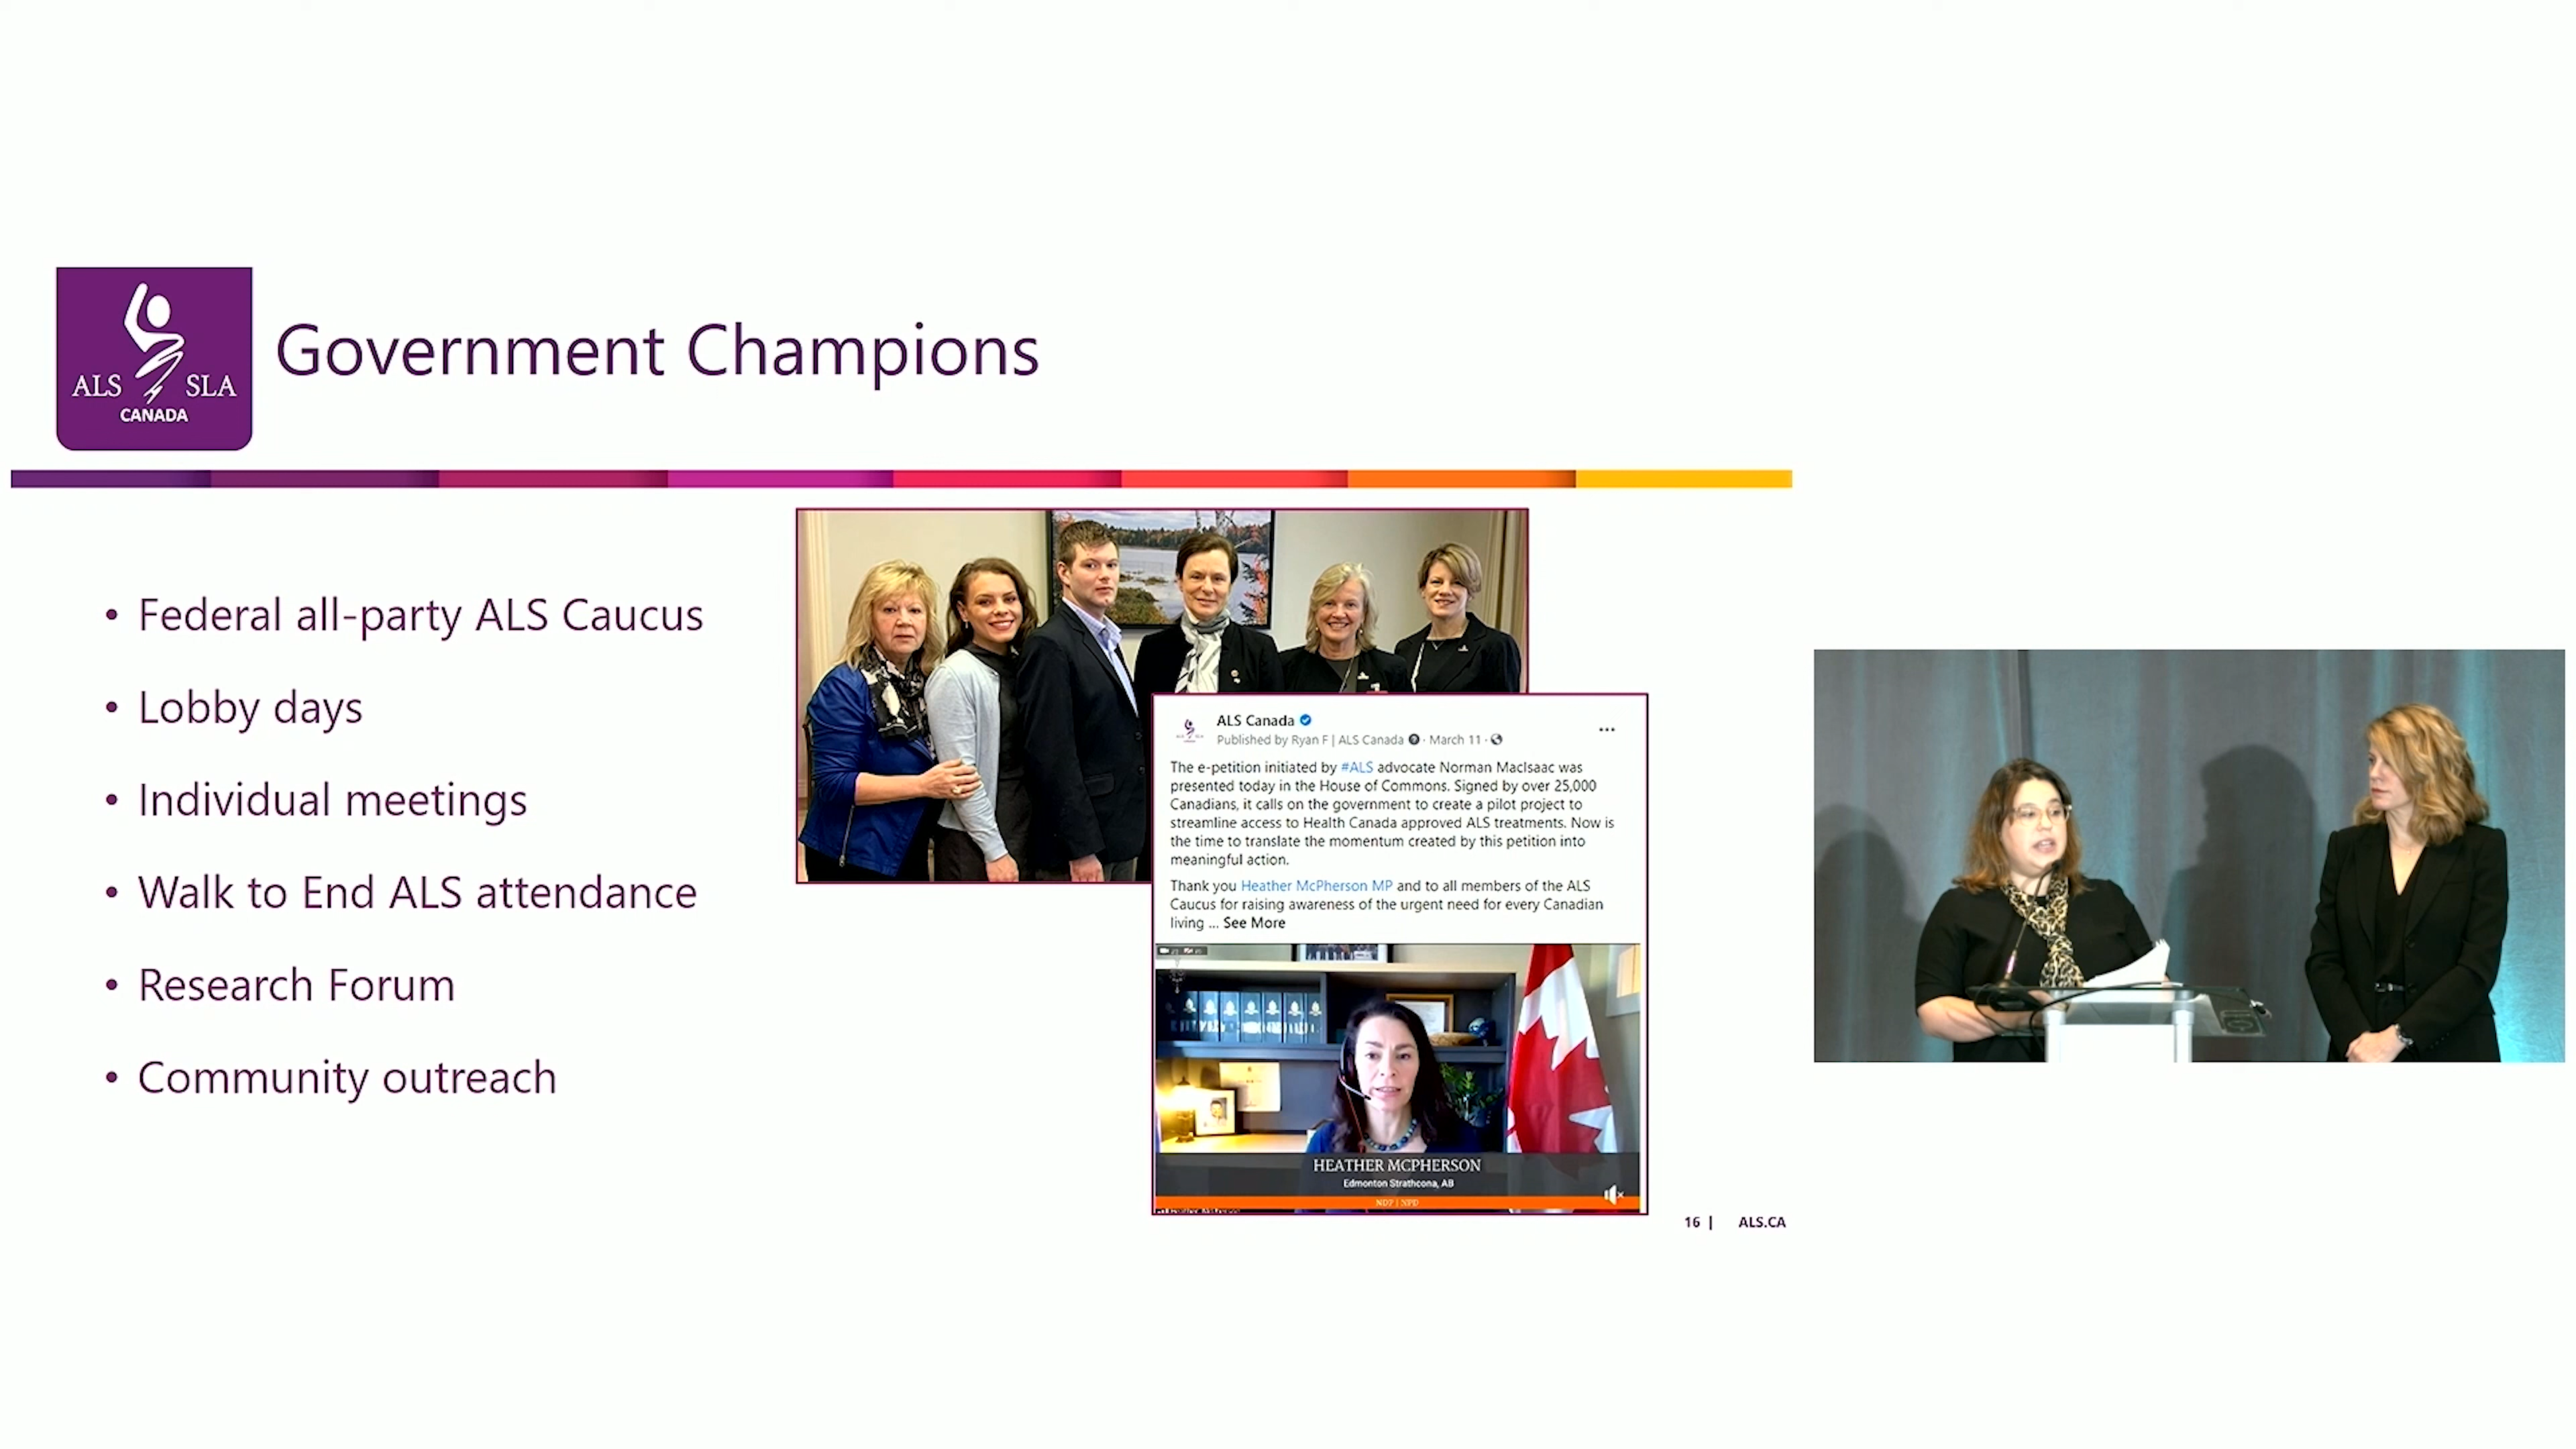 ALS SLA
CANADA
Government Champions
• Federal all-party ALS Caucus
• Lobby days
• Individual meetings
• Walk to End ALS attendance
• Research Forum
• Community outreach
ALS Canada
Published by Ryan F | ALS Canada · March 11 ·
The e-petition initiated by #ALS advocate Norman MacIsaac was
presented today in the House of Commons. Signed by over 25,000
Canadians, it calls on the government to create a pilot project to
streamline access to Health Canada approved ALS treatments. Now is
the time to translate the momentum created by this petition into
meaningful action.
Thank you Heather McPherson MP and to all members of the ALS
Caucus for raising awareness of the urgent need for every Canadian
living ... See More
HEATHER MCPHERSON
Edmonton Strathcona, AB
NDP | NPD
16 | ALS.CA